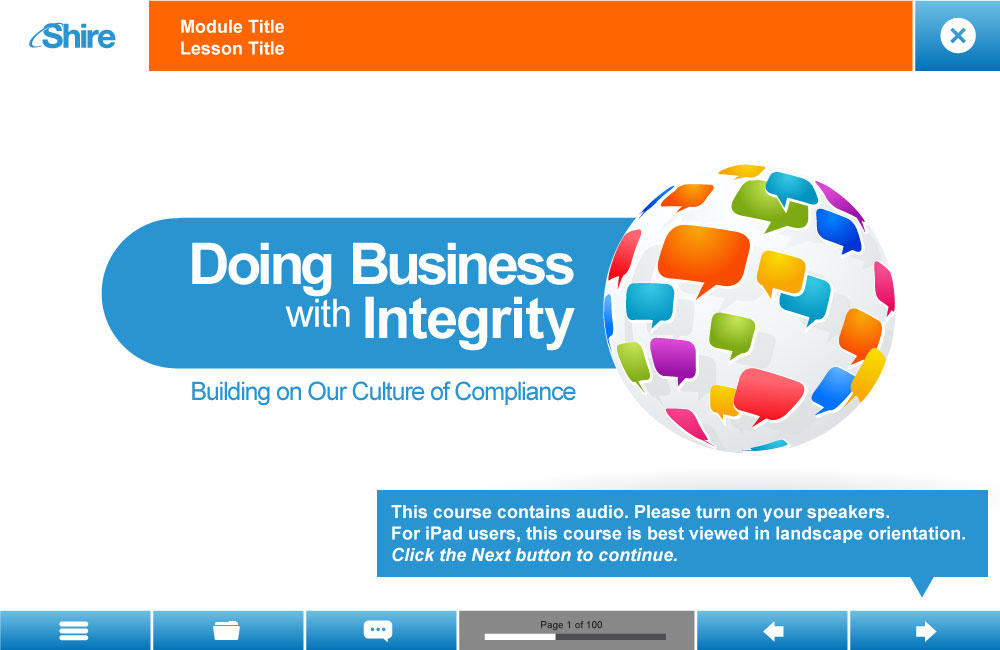 Shire
Module Title
Lesson Title
Doing Business
with Integrity
Building on Our Culture of Compliance
This course contains audio. Please turn on your speakers.
For iPad users, this course is best viewed in landscape orientation.
Click the Next button to continue.
Page 1 of 100